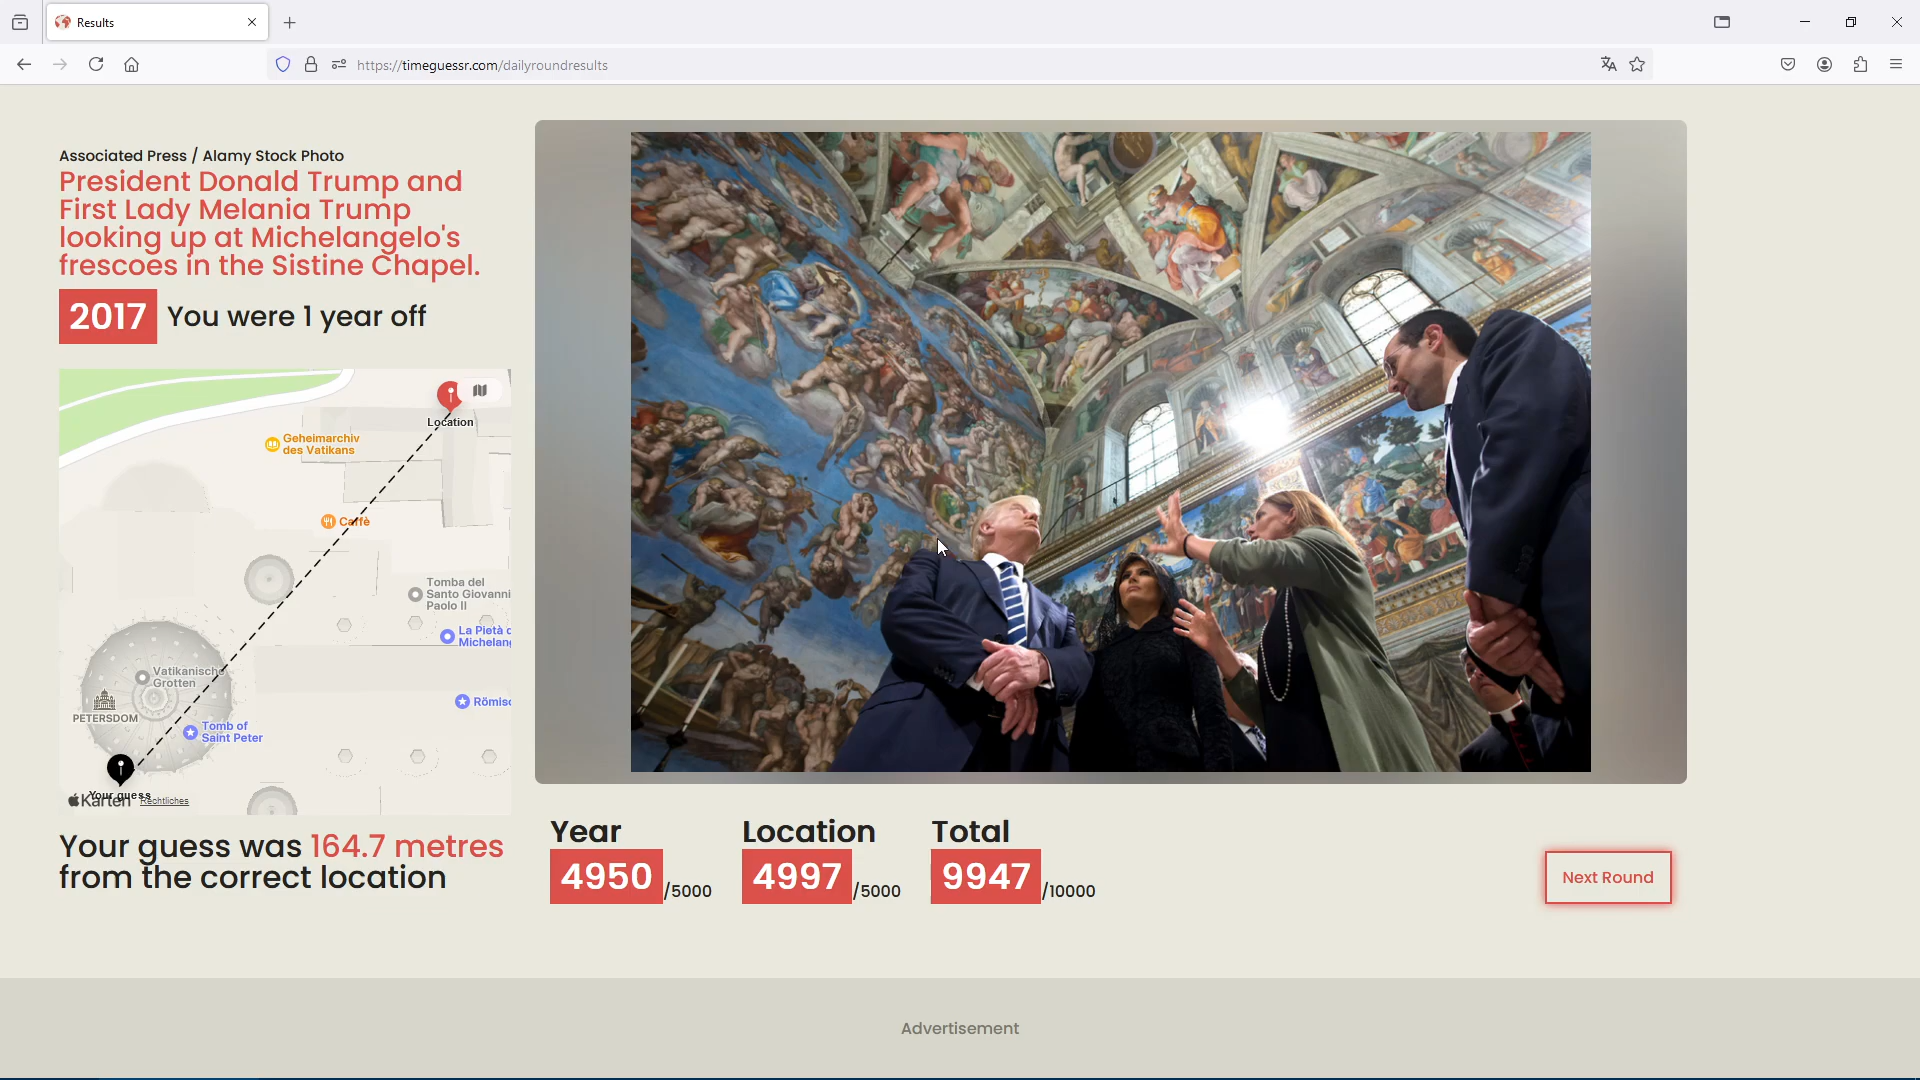 Results
https://timeguessr.com/dailyroundresults
Associated Press / Alamy Stock Photo
President Donald Trump and
First Lady Melania Trump
looking up at Michelangelo's
frescoes in the Sistine Chapel.
2017 You were 1 year off
Location
Geheimarchiv
des Vatikans
Caffè
Tomba del
Santo Giovanni
Paolo II
La Pietà d
Michelang
Vatikanische
Grotten
PETERSDOM
Römisc
Tomb of
Saint Peter
Your guess
Karten Rechtliches
Your guess was 164.7 metres
from the correct location
Year Location Total
4950 /5000 4997 /5000 9947 /10000
Next Round
Advertisement